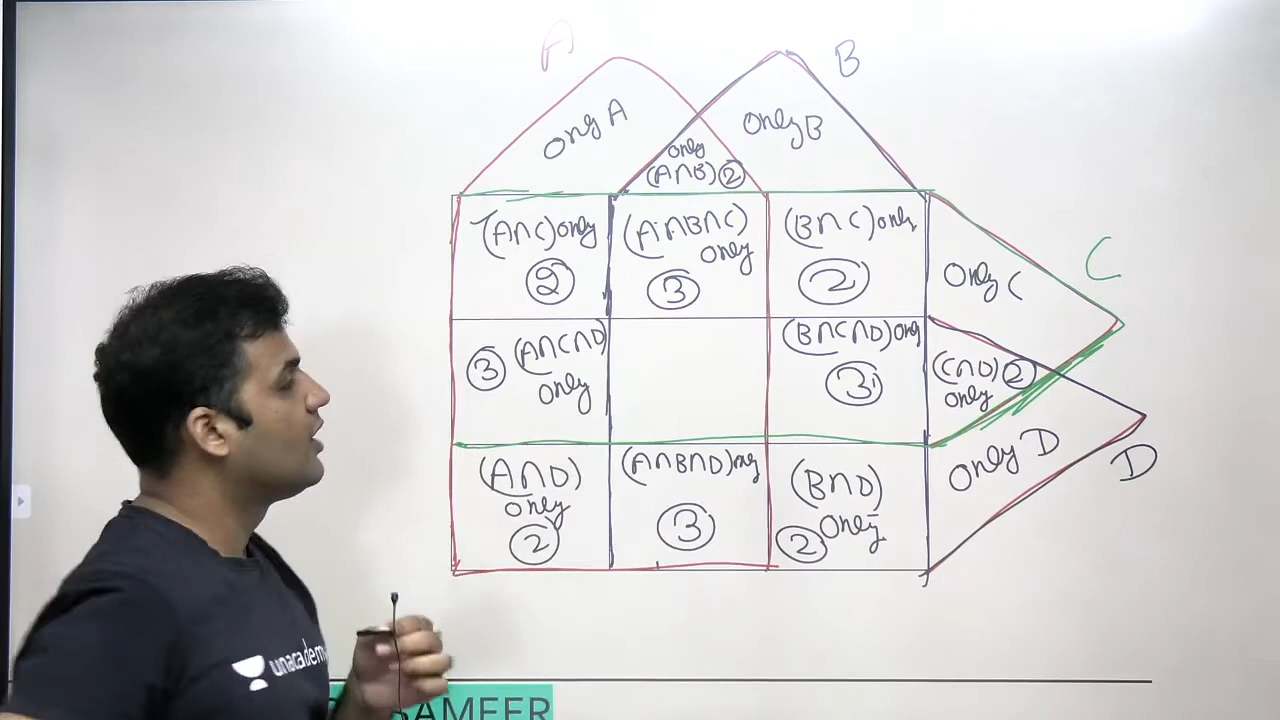 A
B
Only A
Only B
only
(A∩B) ②
(A∩C) only
②
(A∩B∩C)
only
③
(B∩C) only
②
Only C
C
③ (A∩C∩D)
only
(B∩C∩D) only
③
(C∩D) ②
only
(A∩D)
only
②
(A∩B∩D) only
③
(B∩D)
② only
Only D
D
unacademy
SAMEER